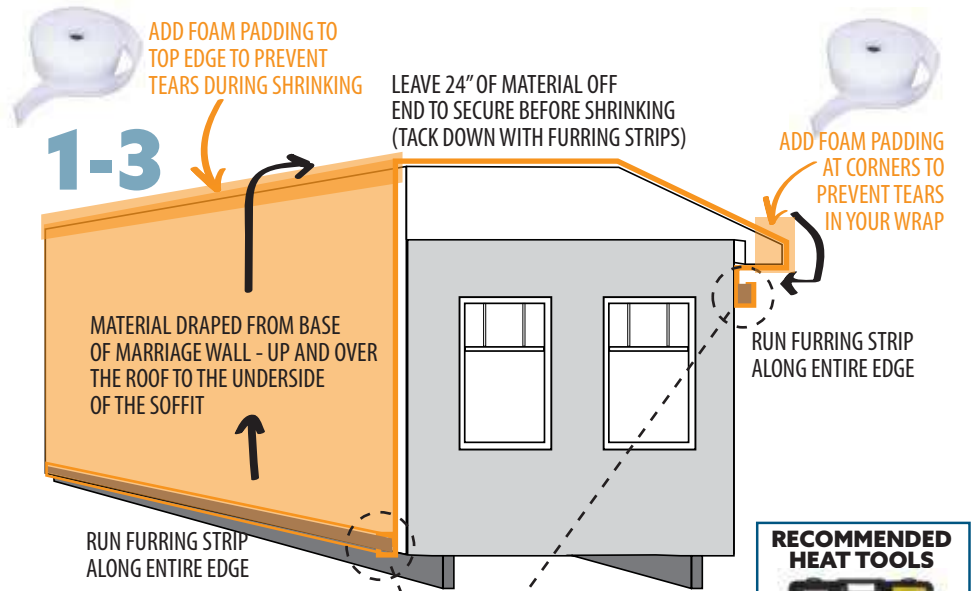 ADD FOAM PADDING TO
TOP EDGE TO PREVENT
TEARS DURING SHRINKING
1-3
LEAVE 24” OF MATERIAL OFF
END TO SECURE BEFORE SHRINKING
(TACK DOWN WITH FURRING STRIPS)
ADD FOAM PADDING
AT CORNERS TO
PREVENT TEARS
IN YOUR WRAP
MATERIAL DRAPED FROM BASE
OF MARRIAGE WALL - UP AND OVER
THE ROOF TO THE UNDERSIDE
OF THE SOFFIT
RUN FURRING STRIP
ALONG ENTIRE EDGE
RUN FURRING STRIP
ALONG ENTIRE EDGE
RECOMMENDED
HEAT TOOLS